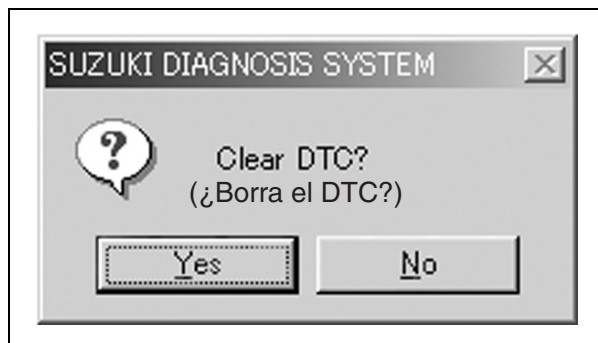 SUZUKI DIAGNOSIS SYSTEM
Clear DTC?
(¿Borra el DTC?)
Yes No